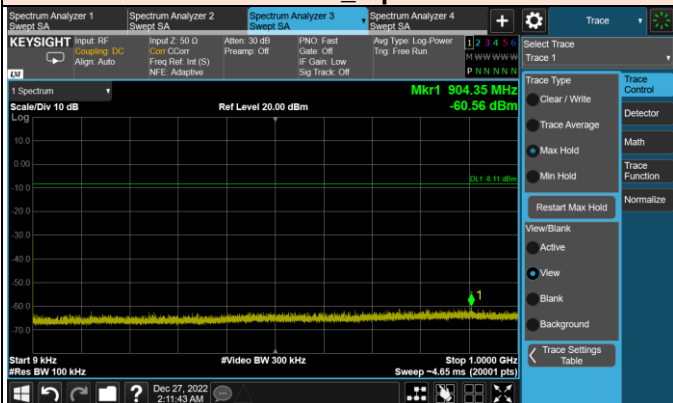 Spectrum Analyzer 1
Swept SA
Spectrum Analyzer 2
Swept SA
Spectrum Analyzer 3
Swept SA
Spectrum Analyzer 4
Swept SA
+
Trace
KEYSIGHT
Input: RF
Coupling: DC
Align: Auto
Input Z: 50 Ω
Corr CCorr
Freq Ref: Int (S)
NFE: Adaptive
Atten: 30 dB
Preamp: Off
PNO: Fast
Gate: Off
IF Gain: Low
Sig Track: Off
Avg Type: Log-Power
Trig: Free Run
1 2 3 4 5 6
M W W W W W
P N N N N N
LXI
Select Trace
Trace 1
1 Spectrum
Scale/Div 10 dB
Log
Ref Level 20.00 dBm
Mkr1 904.35 MHz
-60.56 dBm
10.0
0.00
-10.0
-20.0
-30.0
-40.0
-50.0
-60.0
-70.0
DL1 -8.11 dBm
1
Start 9 kHz
#Res BW 100 kHz
#Video BW 300 kHz
Stop 1.0000 GHz
Sweep ~4.65 ms (20001 pts)
Trace Type
Clear / Write
Trace Average
Max Hold
Min Hold
Restart Max Hold
View/Blank
Active
View
Blank
Background
Trace Settings
Table
Trace
Control
Detector
Math
Trace
Function
Normalize
?
Dec 27, 2022
2:11:43 AM